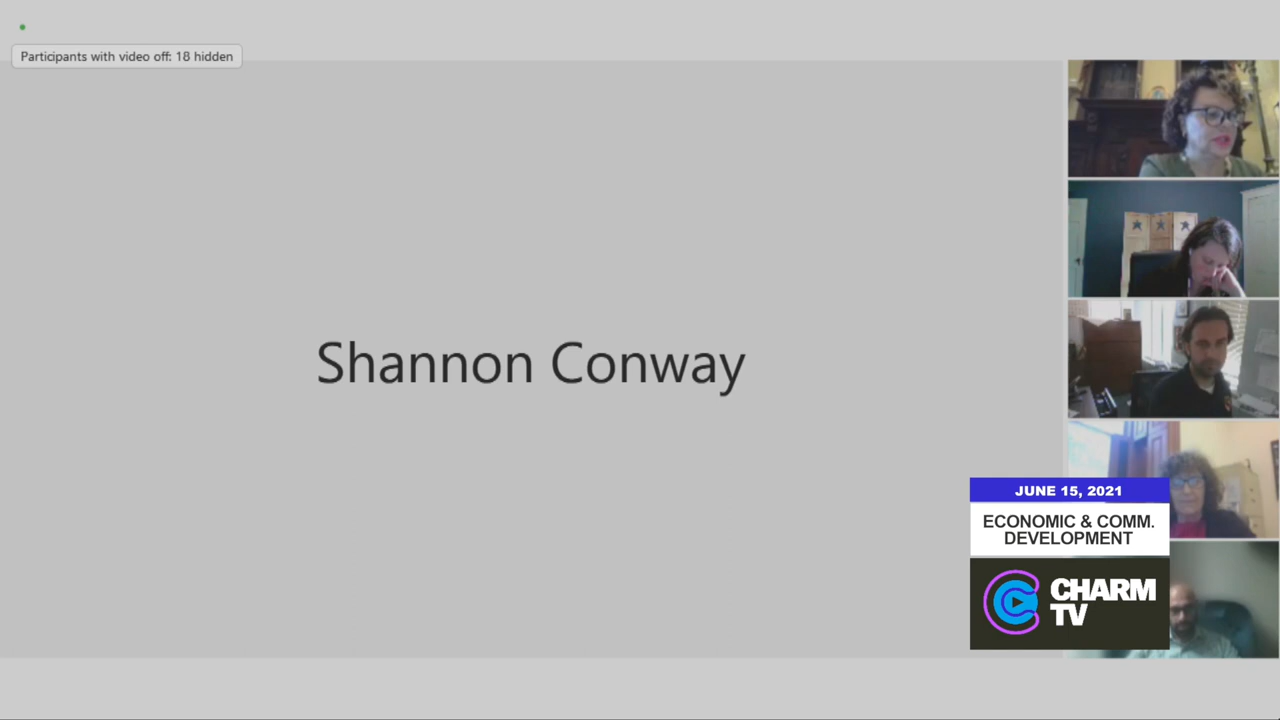 Participants with video off: 18 hidden
Shannon Conway
JUNE 15, 2021
ECONOMIC & COMM.
DEVELOPMENT
CHARM
TV